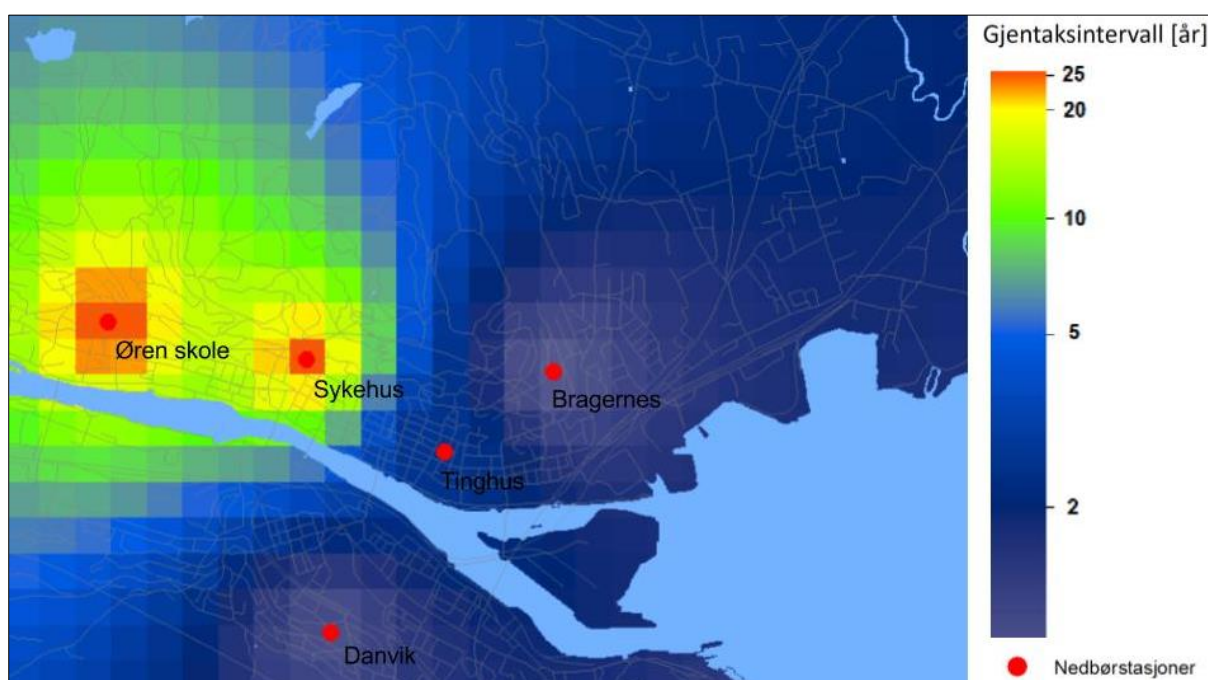 Gjentaksintervall [år]
25
20
10
5
2
Øren skole
Sykehus
Bragernes
Tinghus
Danvik
Nedbørstasjoner